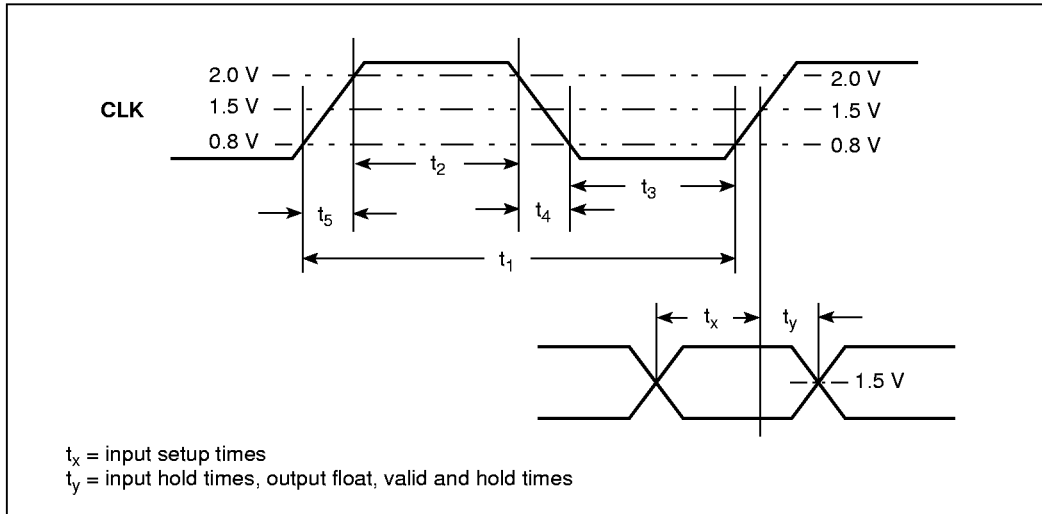 2.0 V 2.0 V
CLK 1.5 V 1.5 V
0.8 V 0.8 V
t2
t3
t5 t4
t1
tx ty
1.5 V
tx = input setup times
ty = input hold times, output float, valid and hold times